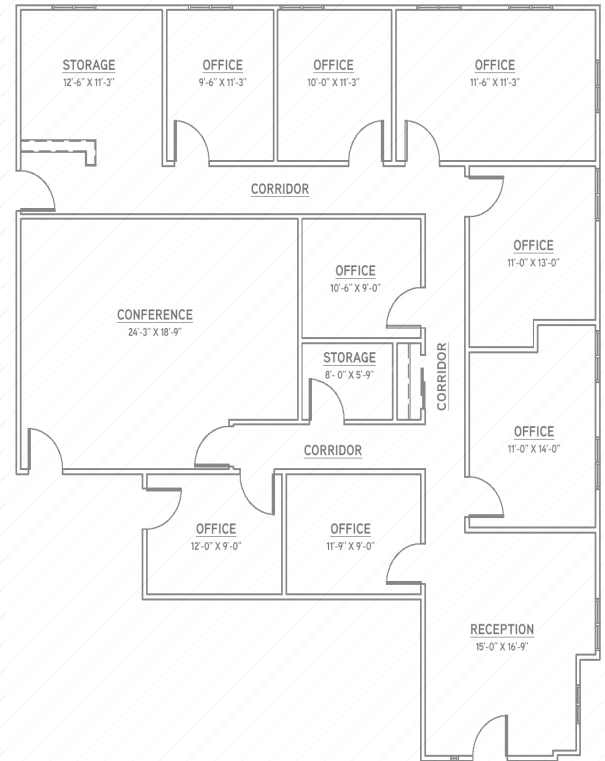 STORAGE
12'-6" X 11'-3"
OFFICE
9'-6" X 11'-3"
OFFICE
10'-0" X 11'-3"
OFFICE
11'-6" X 11'-3"
CORRIDOR
OFFICE
11'-0" X 13'-0"
OFFICE
10'-6" X 9'-0"
CONFERENCE
24'-3" X 18'-9"
STORAGE
8'- 0" X 5'-9"
CORRIDOR
OFFICE
11'-0" X 14'-0"
CORRIDOR
OFFICE
12'-0" X 9'-0"
OFFICE
11'-9" X 9'-0"
RECEPTION
15'-0" X 16'-9"